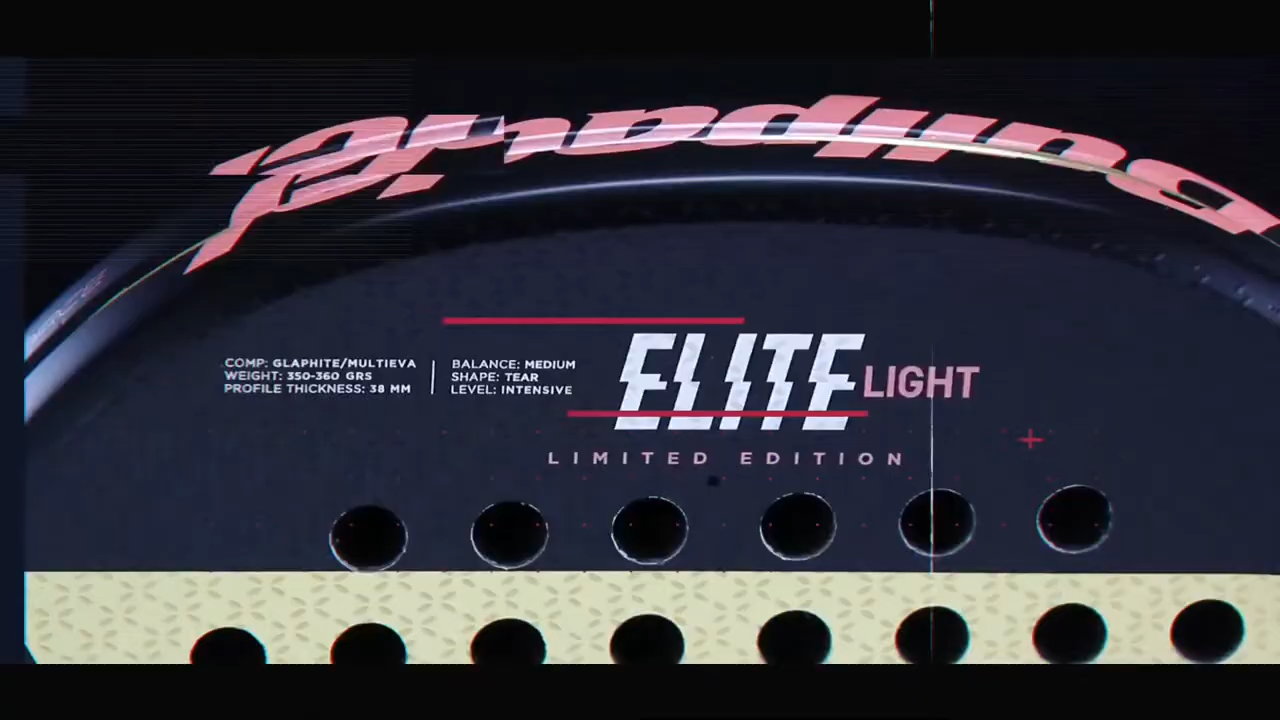 Bullpadel
COMP: GLAPHITE/MULTIEVA
WEIGHT: 350-360 GRS
PROFILE THICKNESS: 38 MM
BALANCE: MEDIUM
SHAPE: TEAR
LEVEL: INTENSIVE
ELITE LIGHT
LIMITED EDITION